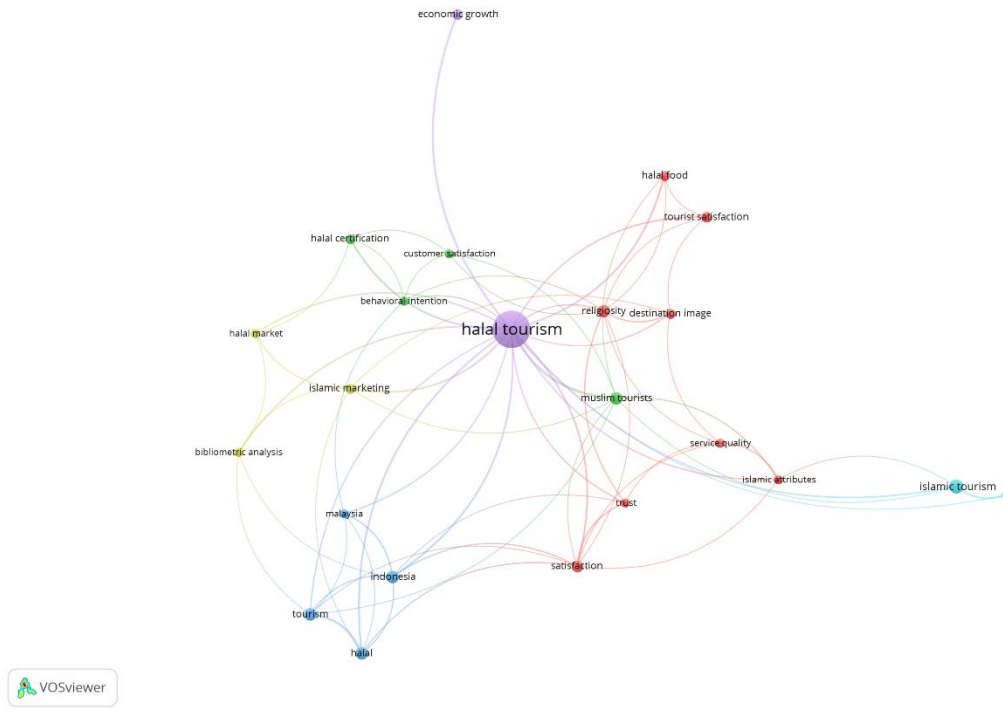 economic growth
halal food
tourist satisfaction
halal certification
customer satisfaction
behavioral intention
religiosity
destination image
halal tourism
halal market
islamic marketing
muslim tourists
service quality
bibliometric analysis
islamic attributes
islamic tourism
trust
malaysia
satisfaction
indonesia
tourism
halal
VOSviewer